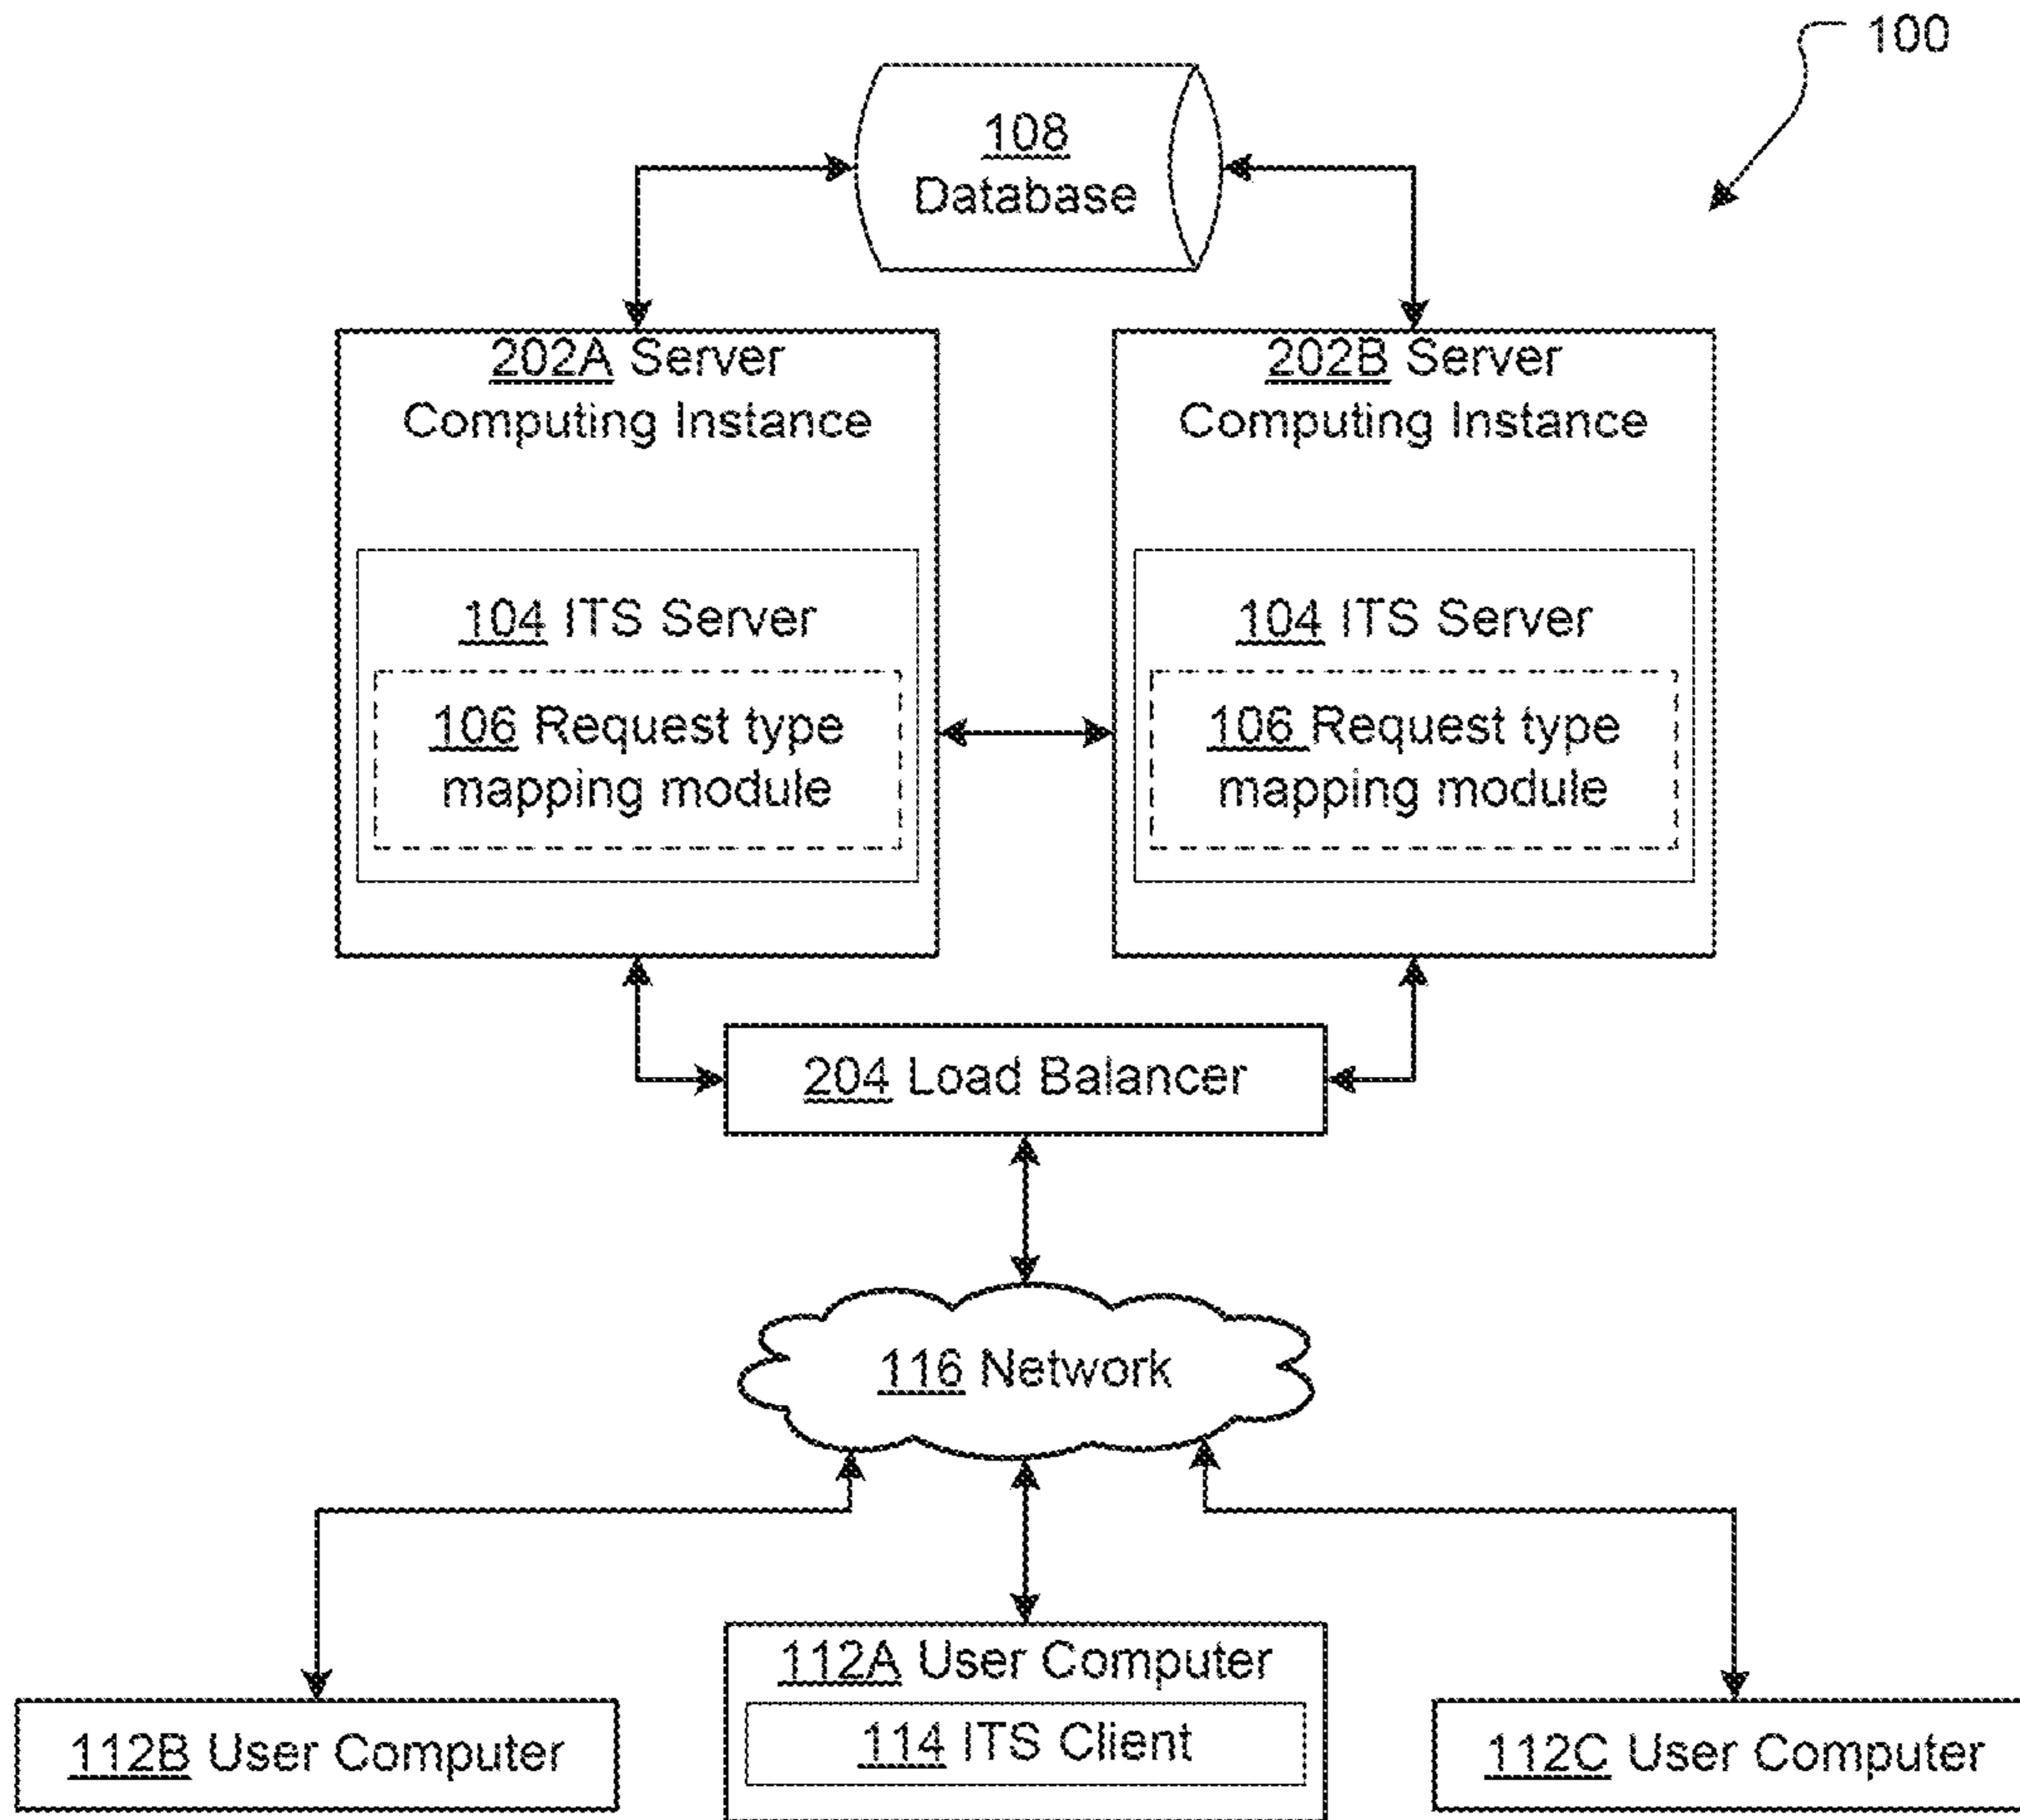 100
108
Database
202A Server
Computing Instance
202B Server
Computing Instance
104 ITS Server
104 ITS Server
106 Request type
mapping module
106 Request type
mapping module
204 Load Balancer
116 Network
112A User Computer
114 ITS Client
112B User Computer
112C User Computer